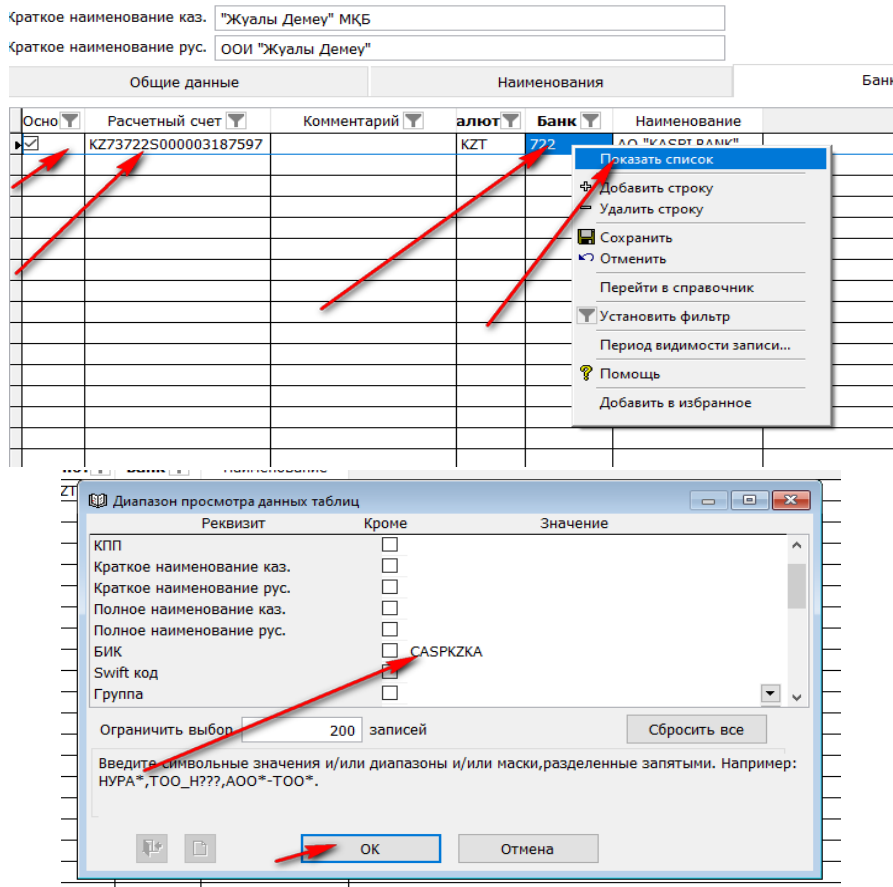 Краткое наименование каз. "Жуалы Демеу" МҚБ
Краткое наименование рус. ООИ "Жуалы Демеу"
Общие данные Наименования Банк
Осно Расчетный счет Комментарий алют Банк Наименование
KZ73722S000003187597 KZT 722 АО "KASPI BANK"
Показать список
Добавить строку
Удалить строку
Сохранить
Отменить
Перейти в справочник
Установить фильтр
Период видимости записи...
Помощь
Добавить в избранное
Банк Наименование
ZT
Диапазон просмотра данных таблиц
Реквизит Кроме Значение
КПП
Краткое наименование каз.
Краткое наименование рус.
Полное наименование каз.
Полное наименование рус.
БИК CASPKZKA
Swift код
Группа
Ограничить выбор 200 записей Сбросить все
Введите символьные значения и/или диапазоны и/или маски,разделенные запятыми. Например:
НУРА*,ТОО_Н???,АОО*-ТОО*.
ОК Отмена